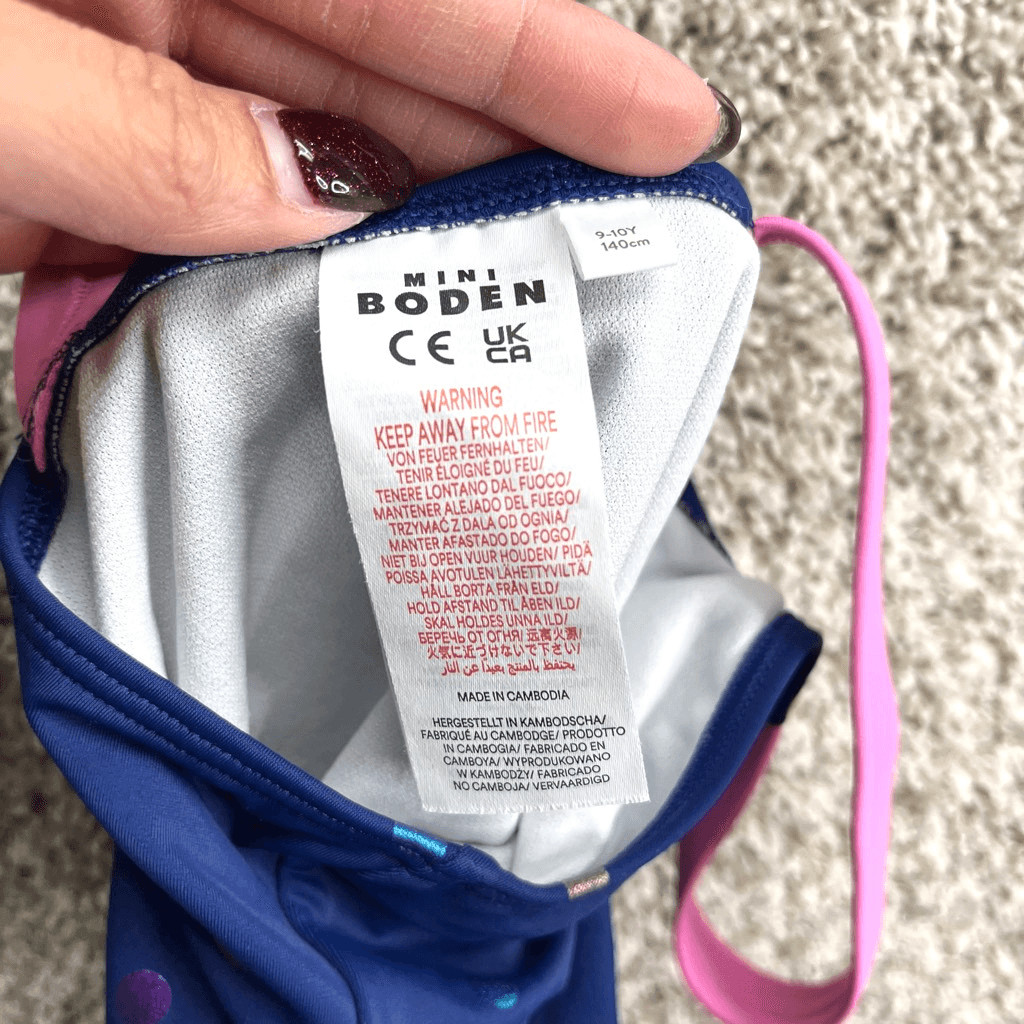 9-10Y
140cm
MINI
BODEN
CE UK
CA
WARNING
KEEP AWAY FROM FIRE
VON FEUER FERNHALTEN/
TENIR ÉLOIGNÉ DU FEU/
TENERE LONTANO DAL FUOCO/
MANTENER ALEJADO DEL FUEGO/
TRZYMAĆ Z DALA OD OGNIA/
MANTER AFASTADO DO FOGO/
NIET BIJ OPEN VUUR HOUDEN/ PIDÄ
POISSA AVOTULEN LÄHETTYVILTÄ/
HÅLL BORTA FRÅN ELD/
HOLD AFSTAND TIL ÅBEN ILD/
SKAL HOLDES UNNA ILD/
БЕРЕЧЬ ОТ ОГНЯ/ 远离火源/
火気に近づけないで下さい/
يحتفظ بالمنتج بعيدا عن النار
MADE IN CAMBODIA
HERGESTELLT IN KAMBODSCHA/
FABRIQUÉ AU CAMBODGE/ PRODOTTO
IN CAMBOGIA/ FABRICADO EN
CAMBOYA/ WYPRODUKOWANO
W KAMBODŻY/ FABRICADO
NO CAMBOJA/ VERVAARDIGD